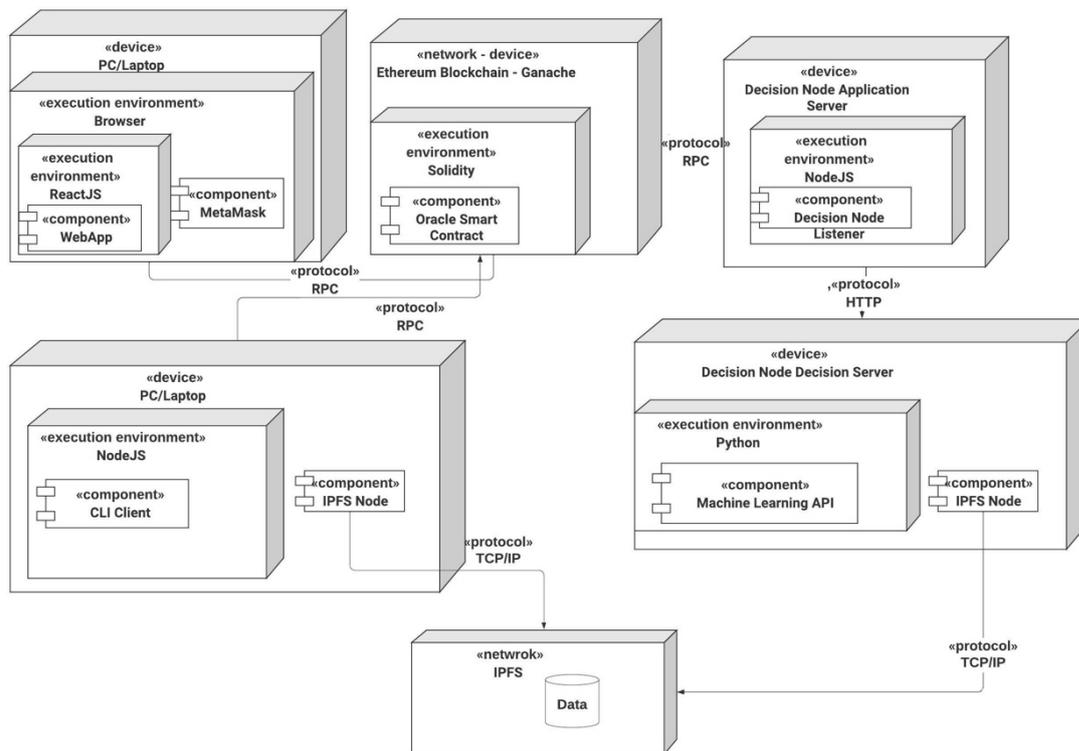 «device»
PC/Laptop
«execution environment»
Browser
«execution
environment»
ReactJS
«component»
WebApp
«component»
MetaMask
«network - device»
Ethereum Blockchain - Ganache
«execution
environment»
Solidity
«component»
Oracle Smart
Contract
«protocol»
RPC
«device»
Decision Node Application
Server
«execution
environment»
NodeJS
«component»
Decision Node
Listener
«protocol»
RPC
«protocol»
RPC
,«protocol»
HTTP
«device»
PC/Laptop
«execution environment»
NodeJS
«component»
CLI Client
«component»
IPFS Node
«device»
Decision Node Decision Server
«execution environment»
Python
«component»
Machine Learning API
«component»
IPFS Node
«protocol»
TCP/IP
«protocol»
TCP/IP
«netwrok»
IPFS
Data